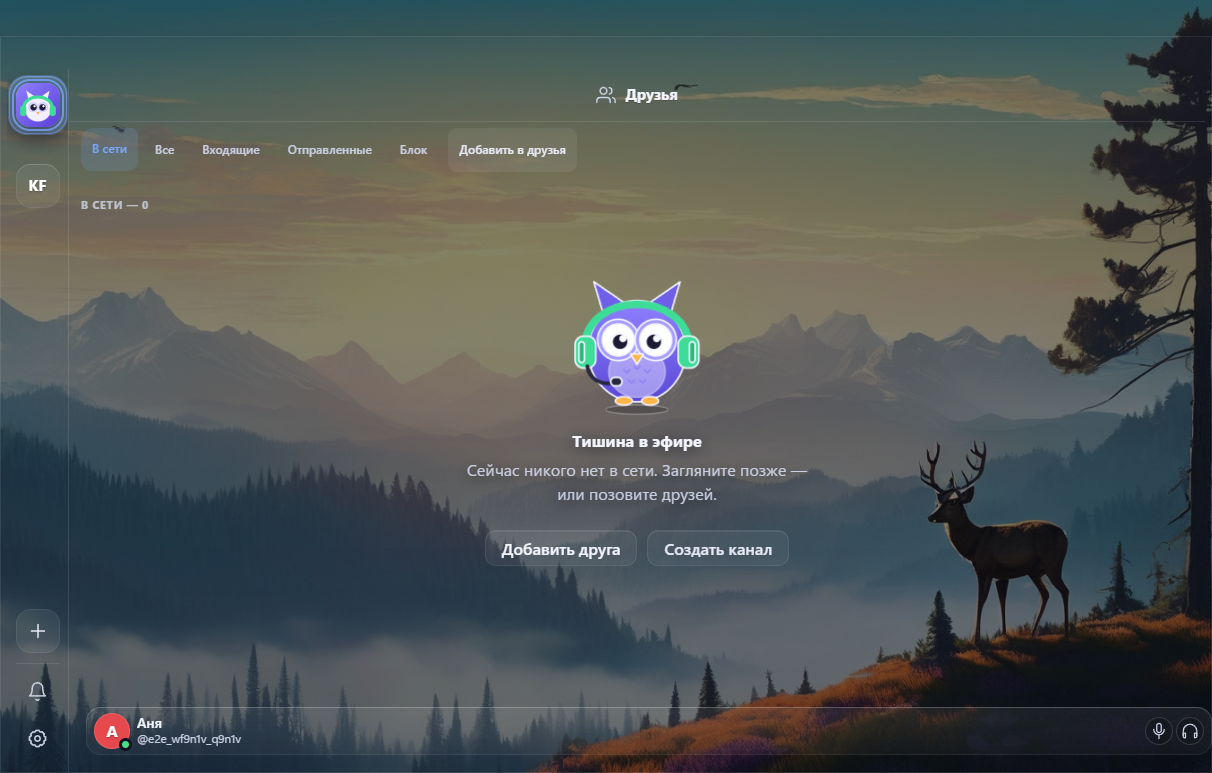 Друзья
В сети
Все
Входящие
Отправленные
Блок
Добавить в друзья
KF
В СЕТИ — 0
Тишина в эфире
Сейчас никого нет в сети. Загляните позже —
или позовите друзей.
Добавить друга
Создать канал
А
Аня
@e2e_wf9n1v_q9n1v